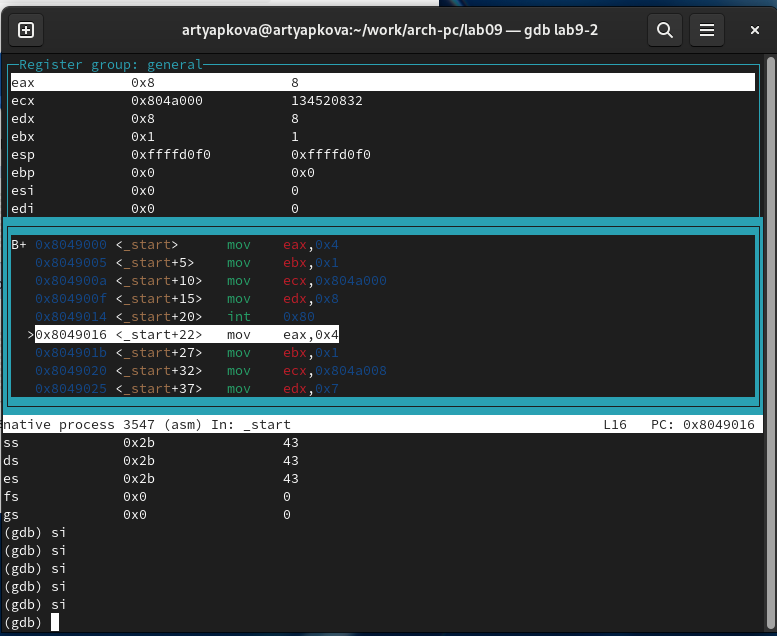 artyapkova@artyapkova:~/work/arch-pc/lab09 — gdb lab9-2
Register group: general
eax 0x8 8
ecx 0x804a000 134520832
edx 0x8 8
ebx 0x1 1
esp 0xffffd0f0 0xffffd0f0
ebp 0x0 0x0
esi 0x0 0
edi 0x0 0
B+ 0x8049000 <_start> mov eax,0x4
0x8049005 <_start+5> mov ebx,0x1
0x804900a <_start+10> mov ecx,0x804a000
0x804900f <_start+15> mov edx,0x8
0x8049014 <_start+20> int 0x80
>0x8049016 <_start+22> mov eax,0x4
0x804901b <_start+27> mov ebx,0x1
0x8049020 <_start+32> mov ecx,0x804a008
0x8049025 <_start+37> mov edx,0x7
native process 3547 (asm) In: _start L16 PC: 0x8049016
ss 0x2b 43
ds 0x2b 43
es 0x2b 43
fs 0x0 0
gs 0x0 0
(gdb) si
(gdb) si
(gdb) si
(gdb) si
(gdb) si
(gdb)